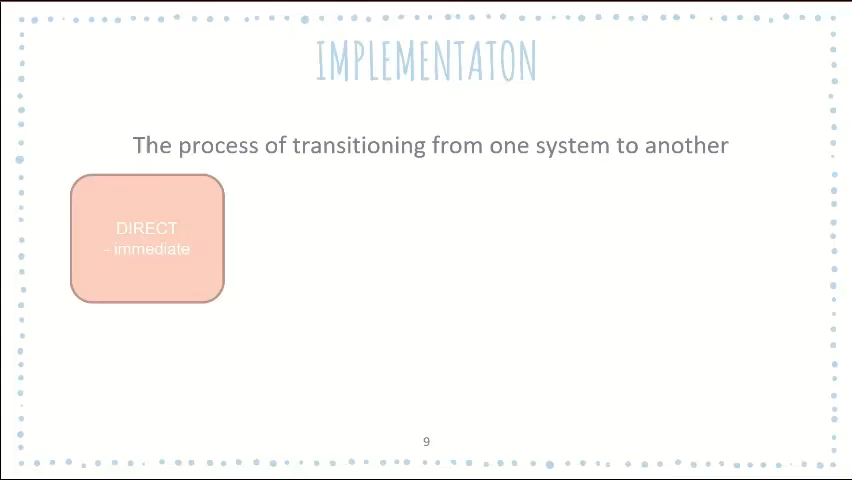 IMPLEMENTATON
The process of transitioning from one system to another
DIRECT
- immediate
9